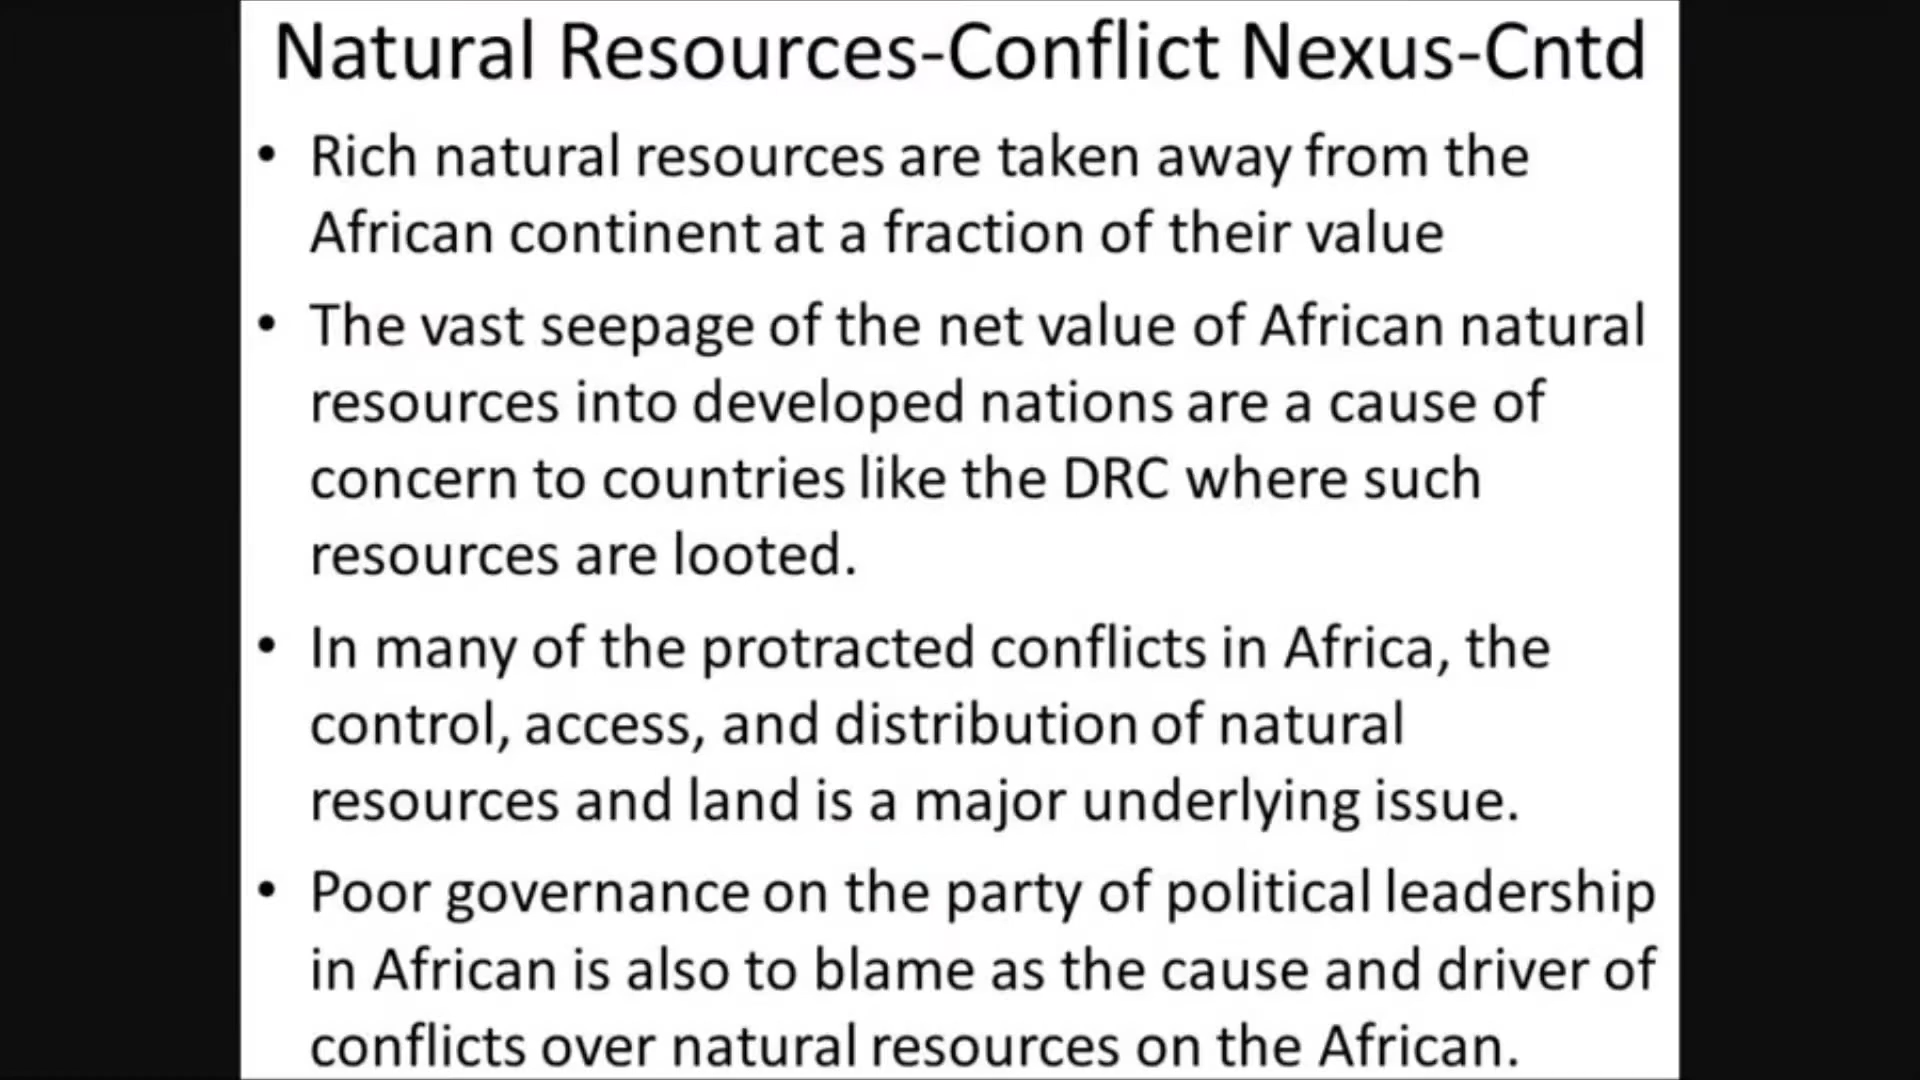 Natural Resources-Conflict Nexus-Cntd
• Rich natural resources are taken away from the
African continent at a fraction of their value
• The vast seepage of the net value of African natural
resources into developed nations are a cause of
concern to countries like the DRC where such
resources are looted.
• In many of the protracted conflicts in Africa, the
control, access, and distribution of natural
resources and land is a major underlying issue.
• Poor governance on the party of political leadership
in African is also to blame as the cause and driver of
conflicts over natural resources on the African.